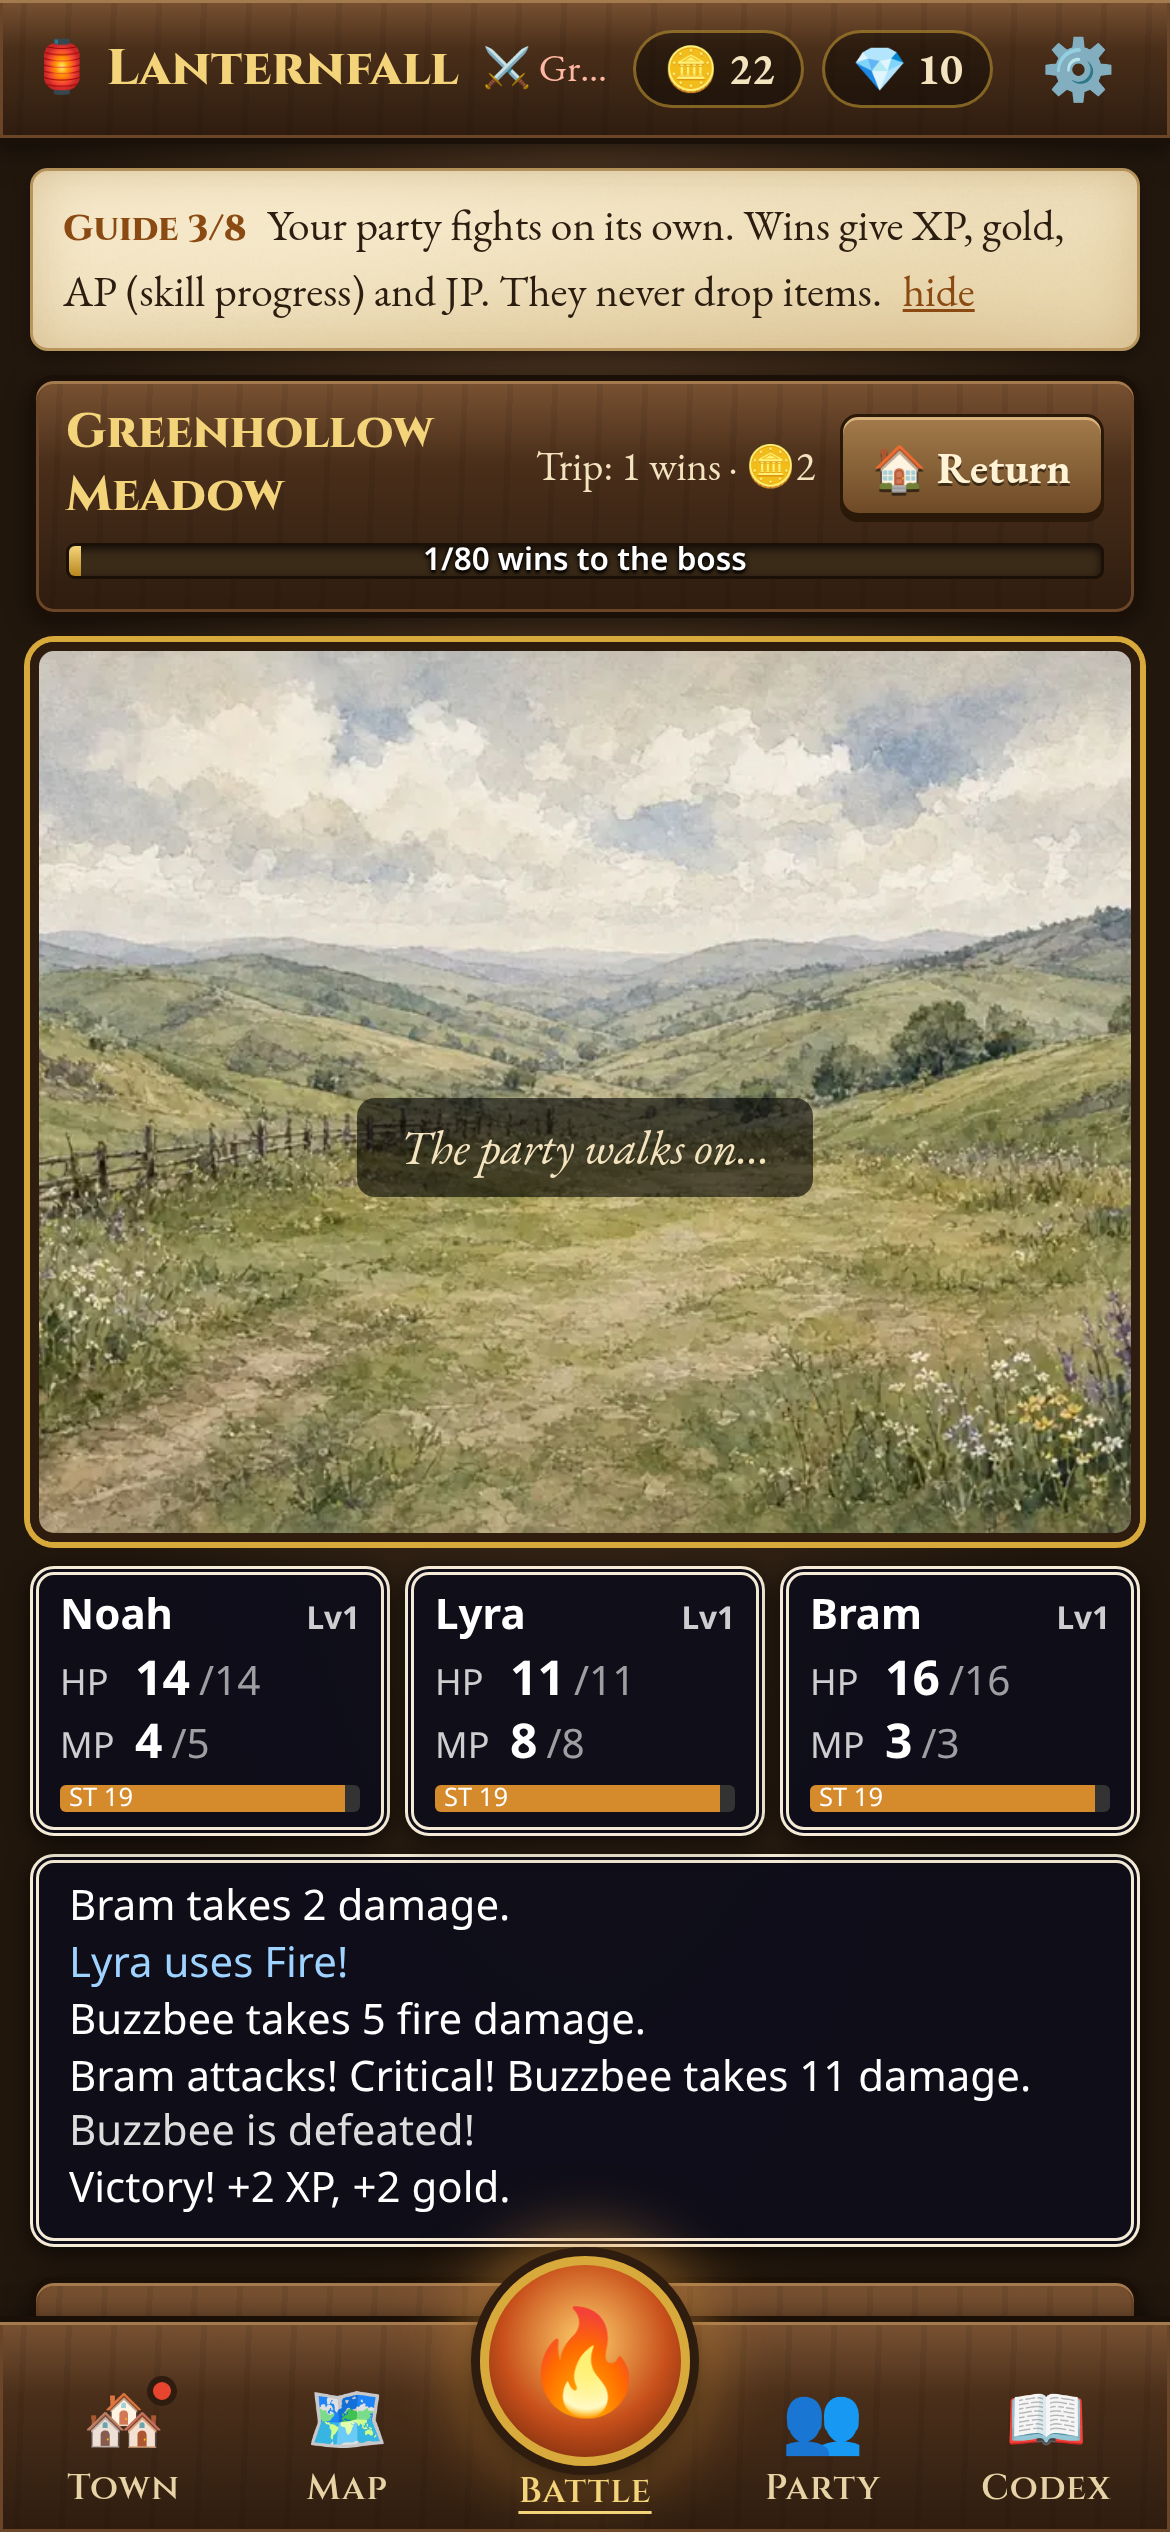 LANTERNFALL Gr... 22 10
GUIDE 3/8 Your party fights on its own. Wins give XP, gold,
AP (skill progress) and JP. They never drop items. hide
GREENHOLLOW
MEADOW
Trip: 1 wins · 2
Return
1/80 wins to the boss
The party walks on...
Noah Lv1
HP 14 /14
MP 4 /5
ST 19
Lyra Lv1
HP 11 /11
MP 8 /8
ST 19
Bram Lv1
HP 16 /16
MP 3 /3
ST 19
Bram takes 2 damage.
Lyra uses Fire!
Buzzbee takes 5 fire damage.
Bram attacks! Critical! Buzzbee takes 11 damage.
Buzzbee is defeated!
Victory! +2 XP, +2 gold.
TOWN MAP BATTLE PARTY CODEX